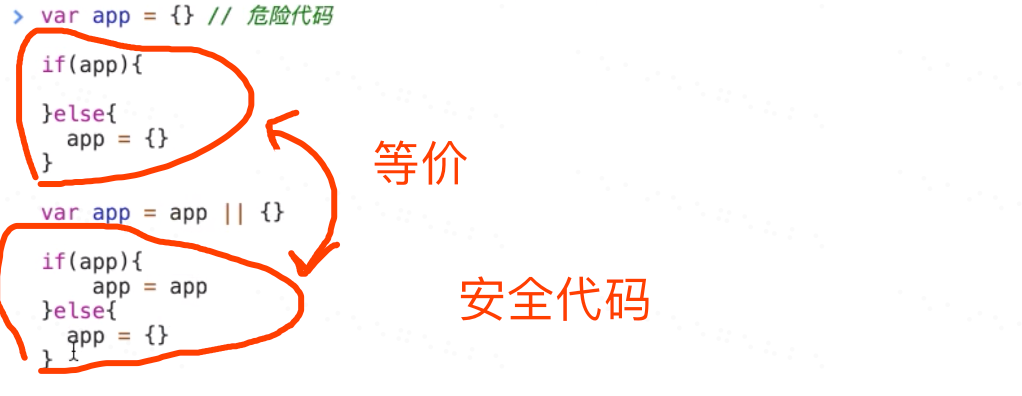 var app = {} // 危险代码
if(app){
}else{
app = {}
}
等价
var app = app || {}
if(app){
app = app
}else{
app = {}
}
安全代码